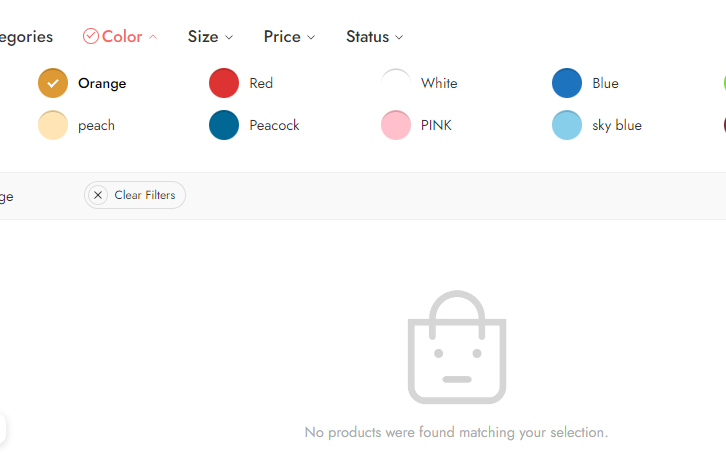 egories Color Size Price Status
Orange Red White Blue
peach Peacock PINK sky blue
ge Clear Filters
No products were found matching your selection.